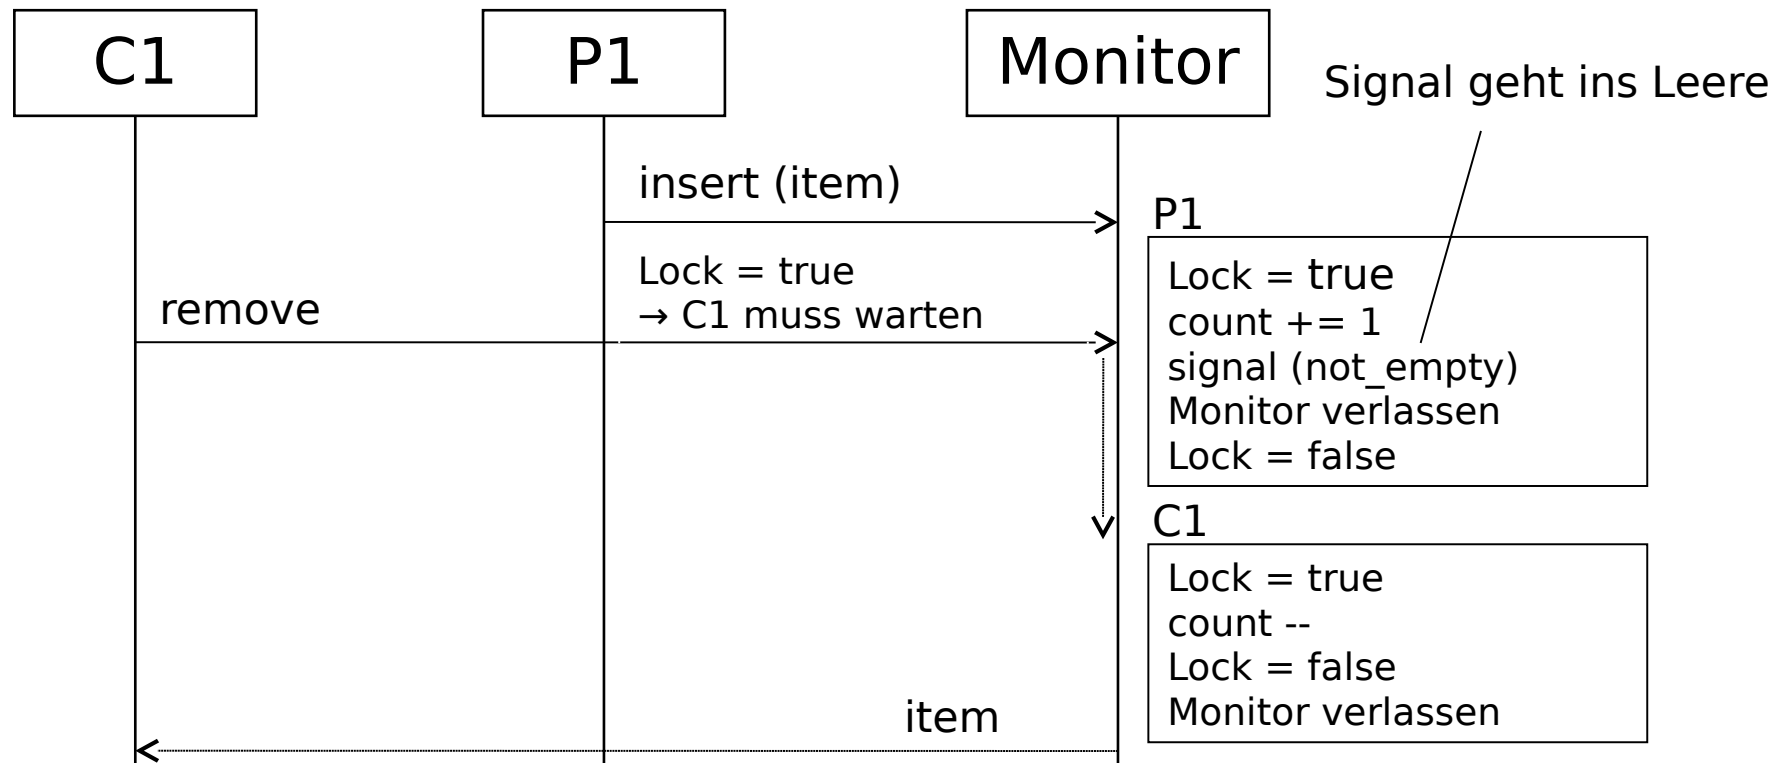 C1
P1
Monitor
Signal geht ins Leere
insert (item)
P1
Lock = true
→ C1 muss warten
remove
Lock = true
count += 1
signal (not_empty)
Monitor verlassen
Lock = false
C1
Lock = true
count --
Lock = false
Monitor verlassen
item